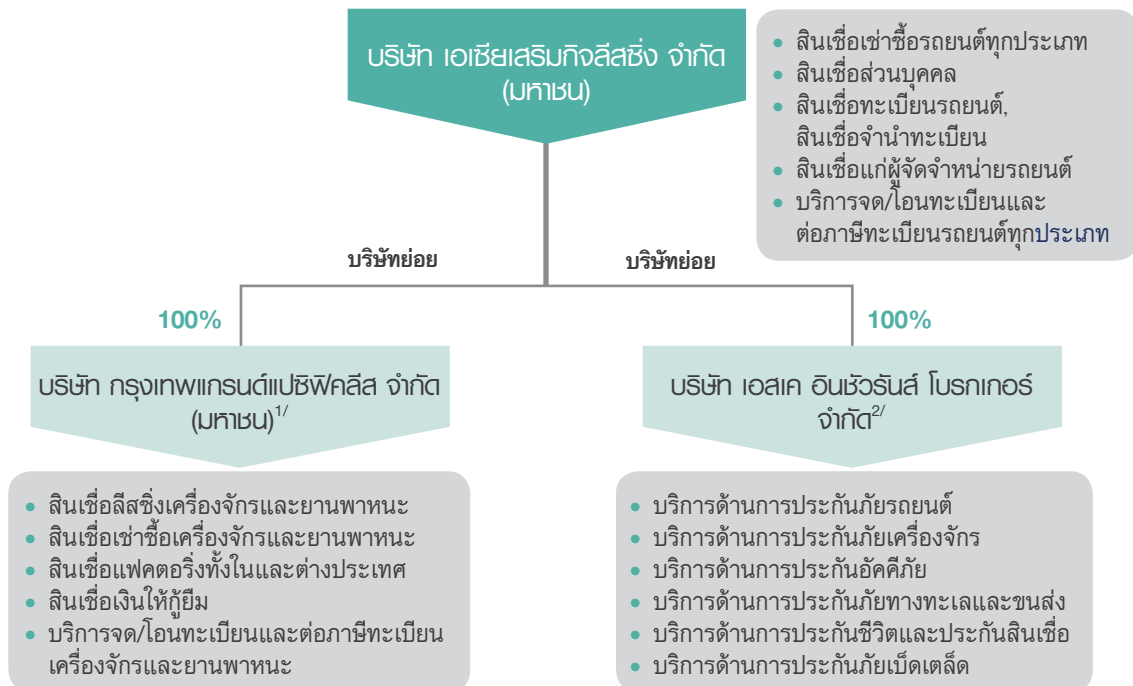 บริษัท เอเซียเสริมกิจลีสซิ่ง จำกัด
(มหาชน)
• สินเชื่อเช่าซื้อรถยนต์ทุกประเภท
• สินเชื่อส่วนบุคคล
• สินเชื่อทะเบียนรถยนต์,
สินเชื่อจำนำทะเบียน
• สินเชื่อแก่ผู้จัดจำหน่ายรถยนต์
• บริการจด/โอนทะเบียนและ
ต่อภาษีทะเบียนรถยนต์ทุกประเภท
บริษัทย่อย
บริษัทย่อย
100%
100%
บริษัท กรุงเทพแกรนด์แปซิฟิคลีส จำกัด
(มหาชน)1/
บริษัท เอสเค อินชัวรันส์ โบรกเกอร์
จำกัด2/
• สินเชื่อลีสซิ่งเครื่องจักรและยานพาหนะ
• สินเชื่อเช่าซื้อเครื่องจักรและยานพาหนะ
• สินเชื่อแฟคตอริ่งทั้งในและต่างประเทศ
• สินเชื่อเงินให้กู้ยืม
• บริการจด/โอนทะเบียนและต่อภาษีทะเบียน
เครื่องจักรและยานพาหนะ
• บริการด้านการประกันภัยรถยนต์
• บริการด้านการประกันภัยเครื่องจักร
• บริการด้านการประกันอัคคีภัย
• บริการด้านการประกันภัยทางทะเลและขนส่ง
• บริการด้านการประกันชีวิตและประกันสินเชื่อ
• บริการด้านการประกันภัยเบ็ดเตล็ด